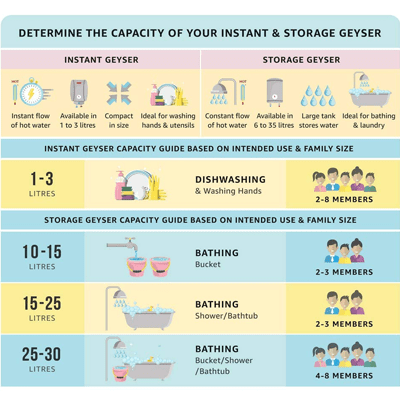 DETERMINE THE CAPACITY OF YOUR INSTANT & STORAGE GEYSER
INSTANT GEYSER
STORAGE GEYSER
HOT
HOT
Instant flow
of hot water
Available in
1 to 3 litres
Compact
in size
Ideal for washing
hands & utensils
Constant flow
of hot water
Available in
6 to 35 litres
Large tank
stores water
Ideal for bathing
& laundry
INSTANT GEYSER CAPACITY GUIDE BASED ON INTENDED USE & FAMILY SIZE
1-3
LITRES
DISHWASHING
& Washing Hands
2-8 MEMBERS
STORAGE GEYSER CAPACITY GUIDE BASED ON INTENDED USE & FAMILY SIZE
10-15
LITRES
BATHING
Bucket
2-3 MEMBERS
15-25
LITRES
BATHING
Shower/Bathtub
2-3 MEMBERS
25-30
LITRES
BATHING
Bucket/Shower
/Bathtub
4-8 MEMBERS